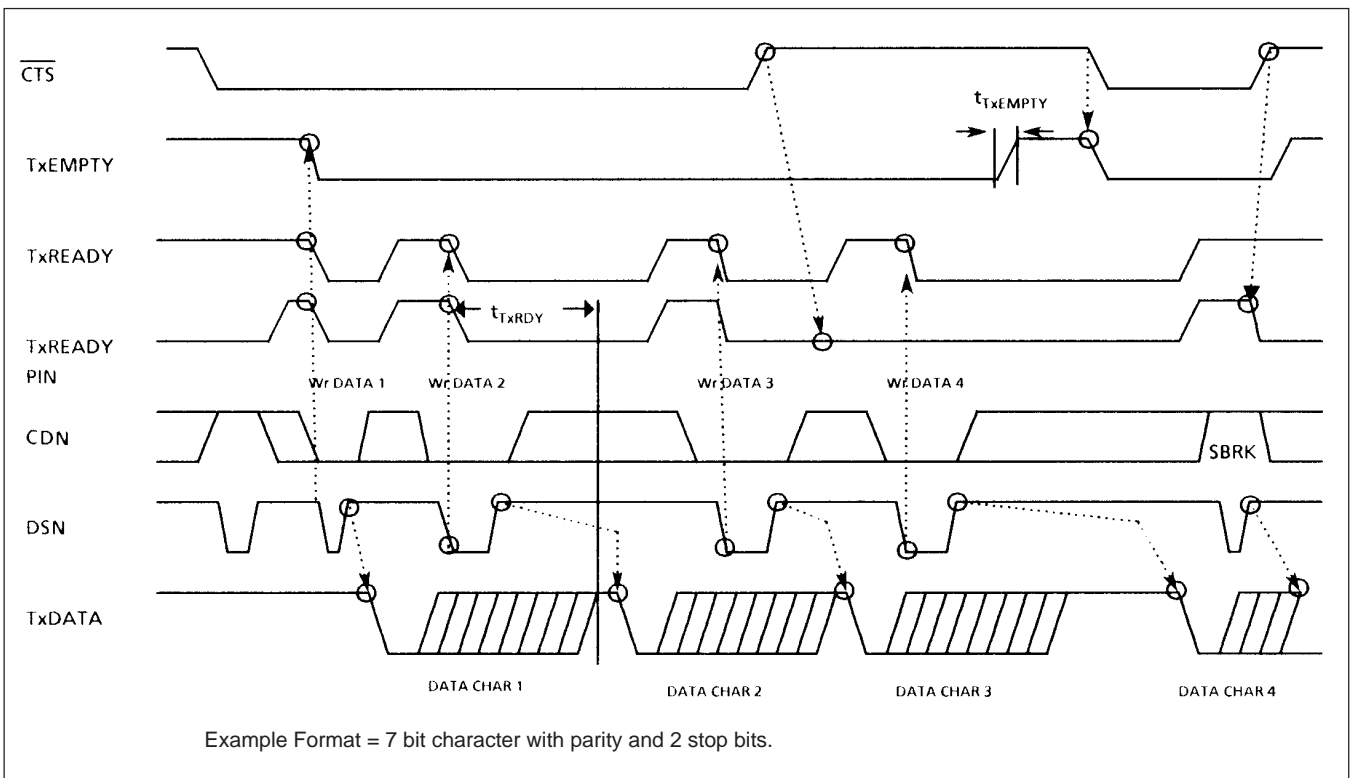 CTS
tTxEMPTY
TxEMPTY
TxREADY
tTxRDY
TxREADY
PIN
Wr DATA 1 Wr DATA 2 Wr DATA 3 Wr DATA 4
CDN
SBRK
DSN
TxDATA
DATA CHAR 1 DATA CHAR 2 DATA CHAR 3 DATA CHAR 4
Example Format = 7 bit character with parity and 2 stop bits.